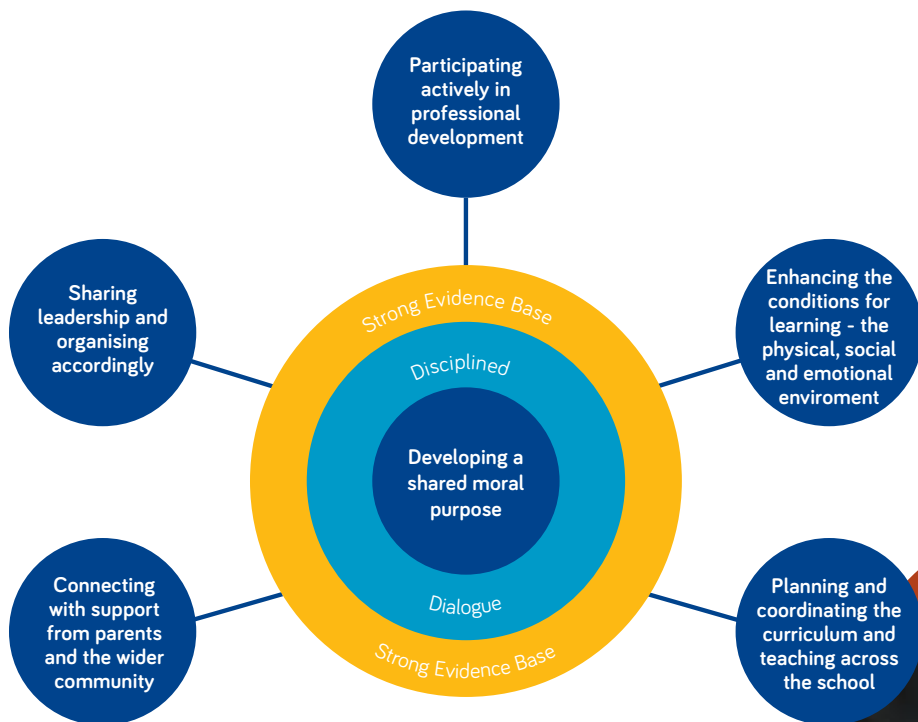 Participating
actively in
professional
development
Sharing
leadership and
organising
accordingly
Enhancing the
conditions for
learning - the
physical, social
and emotional
enviroment
Strong Evidence Base
Disciplined
Developing a
shared moral
purpose
Dialogue
Strong Evidence Base
Connecting
with support
from parents
and the wider
community
Planning and
coordinating the
curriculum and
teaching across
the school